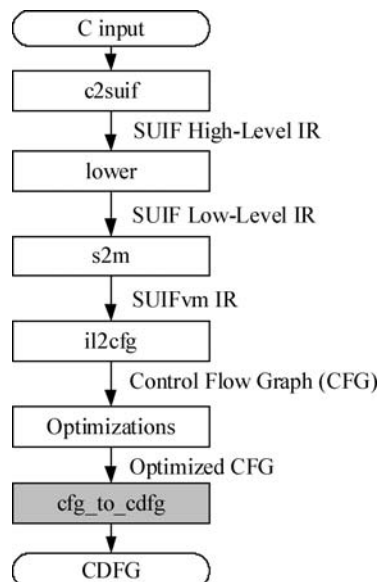 C input
c2suif
SUIF High-Level IR
lower
SUIF Low-Level IR
s2m
SUIFvm IR
il2cfg
Control Flow Graph (CFG)
Optimizations
Optimized CFG
cfg_to_cdfg
CDFG